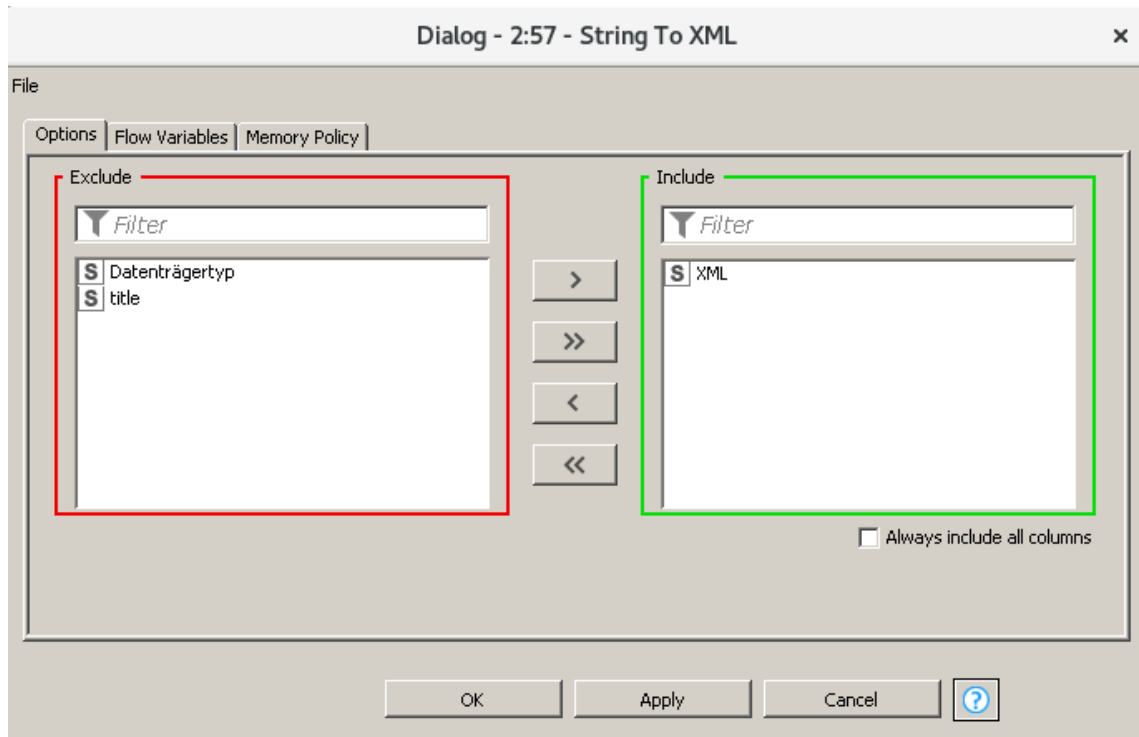 Dialog - 2:57 - String To XML ×
File
Options Flow Variables Memory Policy
Exclude
Filter
S Datenträgertyp
S title
>
>>
<
<<
Include
Filter
S XML
Always include all columns
OK Apply Cancel ?